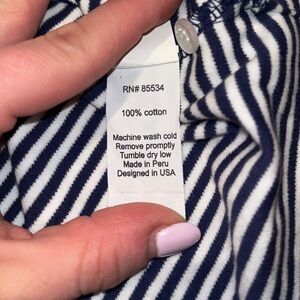 RN# 85534
100% cotton
Machine wash cold
Remove promptly
Tumble dry low
Made in Peru
Designed in USA